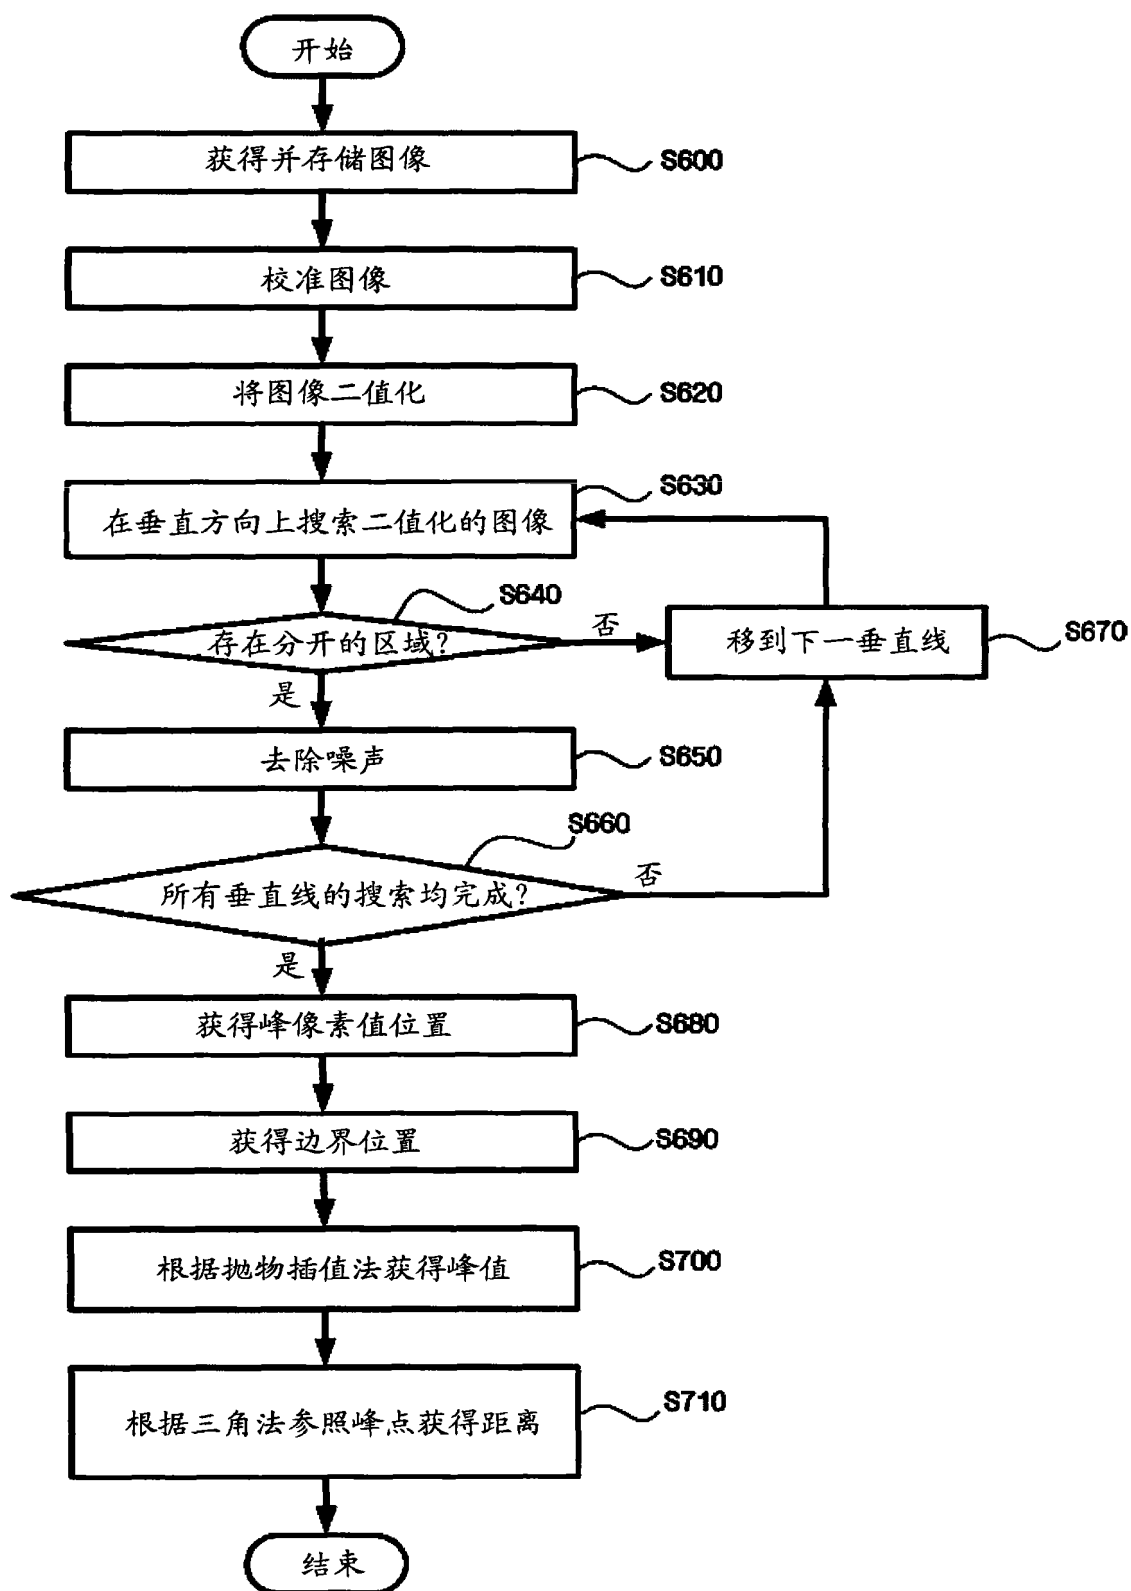 开始
获得并存储图像
S600
校准图像
S610
将图像二值化
S620
S630
在垂直方向上搜索二值化的图像
S640
存在分开的区域?
否
移到下一垂直线
S670
是
去除噪声
S650
S660
所有垂直线的搜索均完成?
否
是
获得峰像素值位置
S680
获得边界位置
S690
根据抛物插值法获得峰值
S700
根据三角法参照峰点获得距离
S710
结束